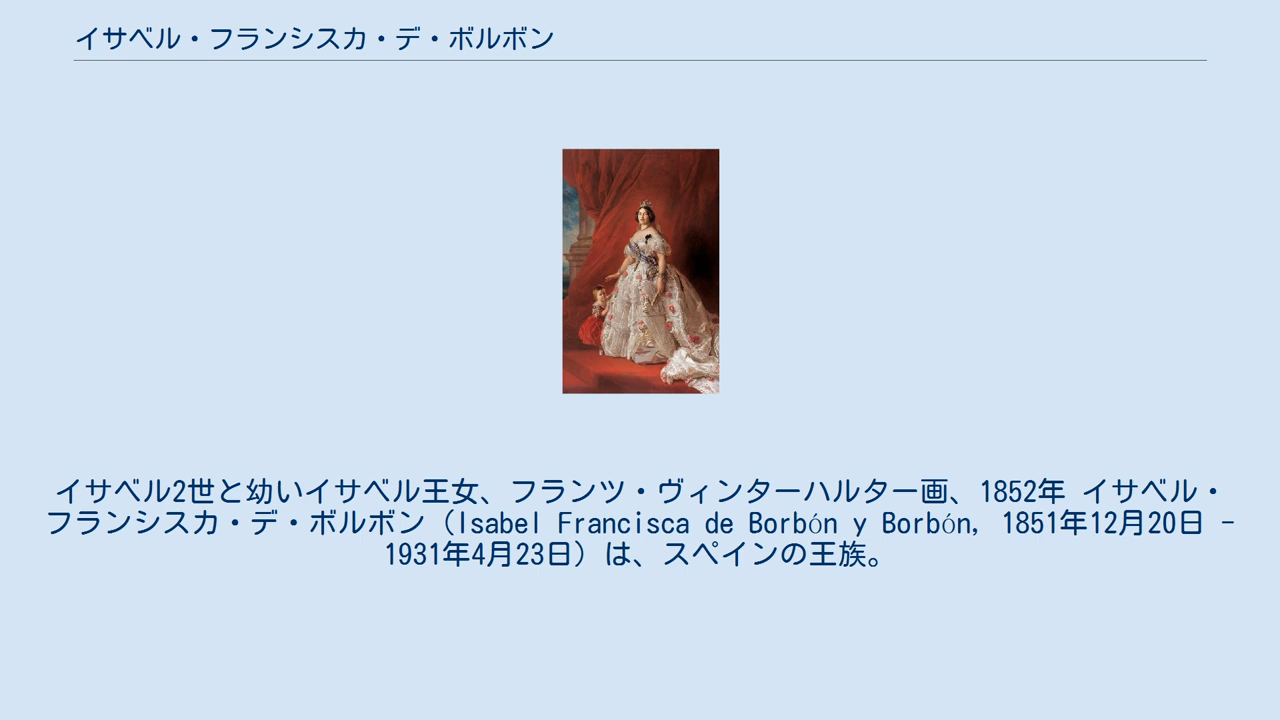 イサベル・フランシスカ・デ・ボルボン
イサベル2世と幼いイサベル王女、フランツ・ヴィンターハルター画、1852年 イサベル・
フランシスカ・デ・ボルボン（Isabel Francisca de Borbón y Borbón, 1851年12月20日 -
1931年4月23日）は、スペインの王族。